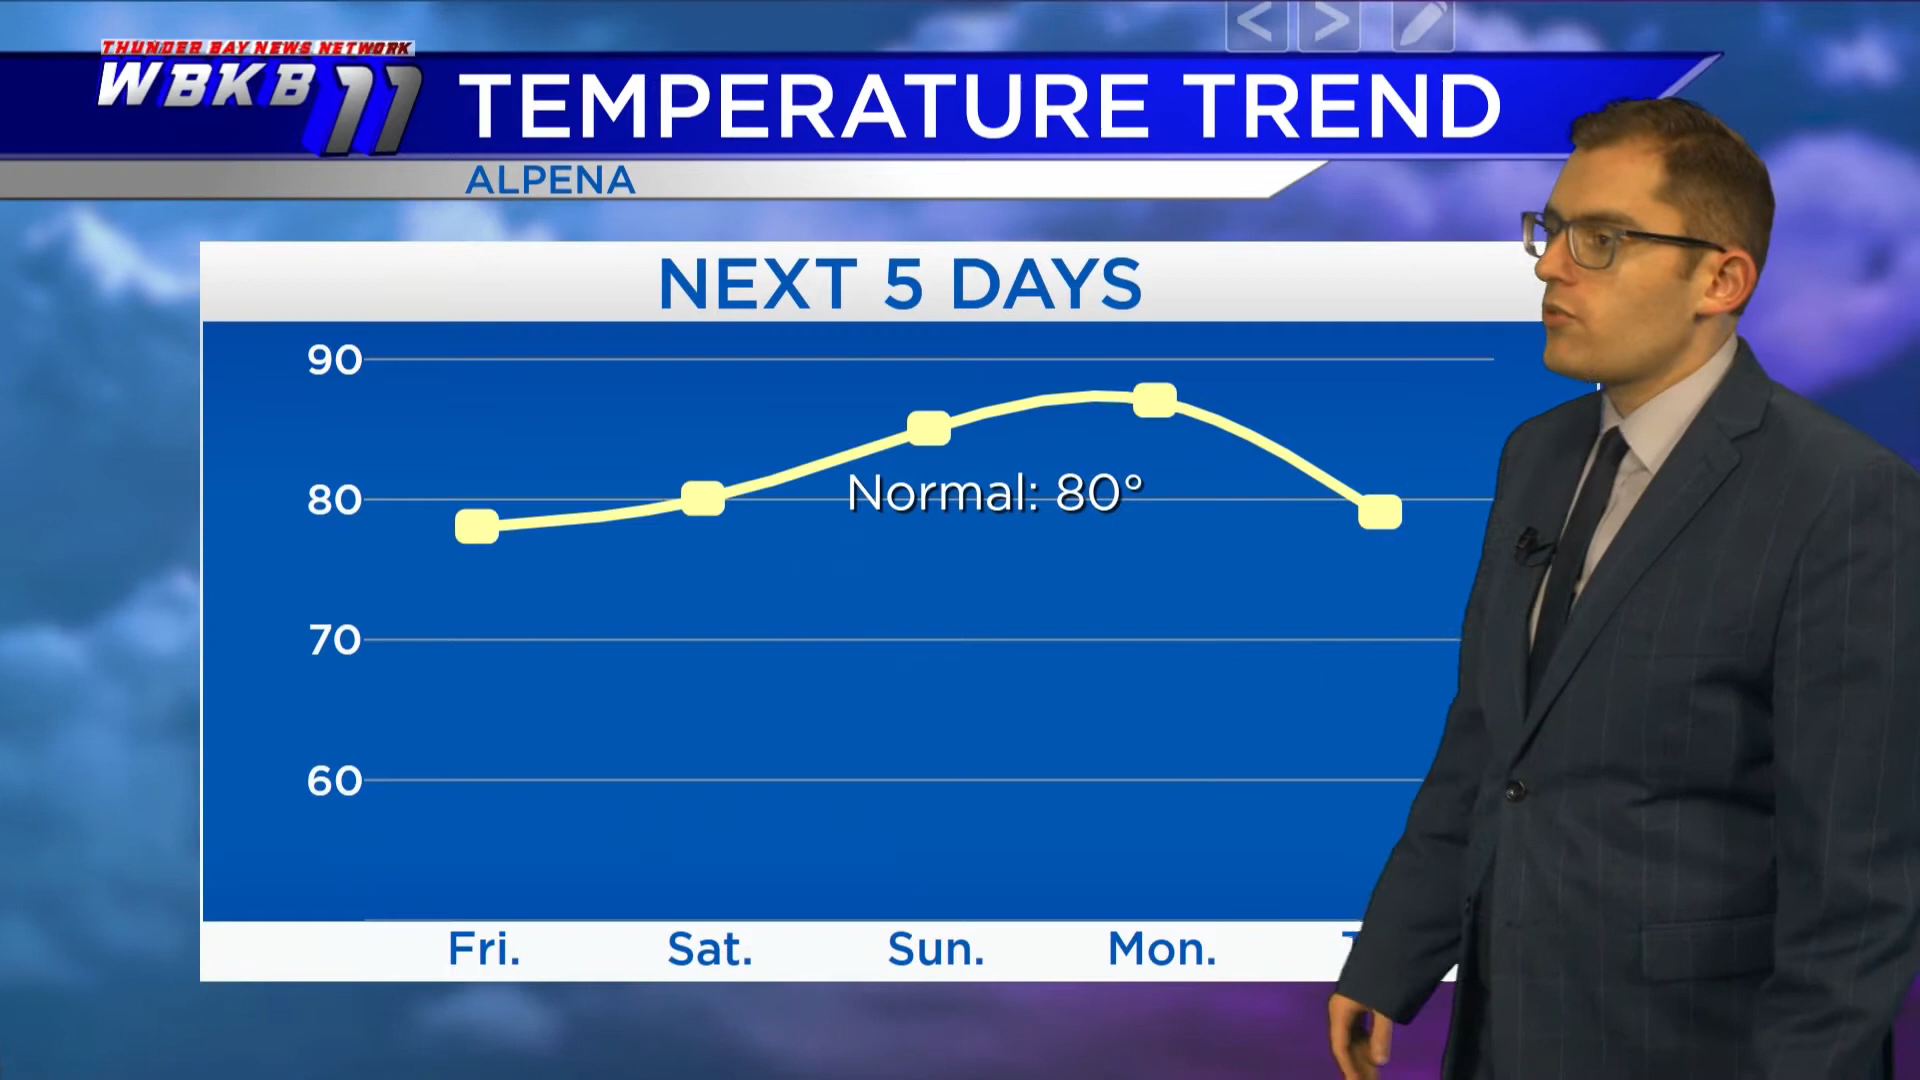 THUNDER BAY NEWS NETWORK
WBKB 11
TEMPERATURE TREND
ALPENA
NEXT 5 DAYS
90
80
Normal: 80°
70
60
Fri. Sat. Sun. Mon.